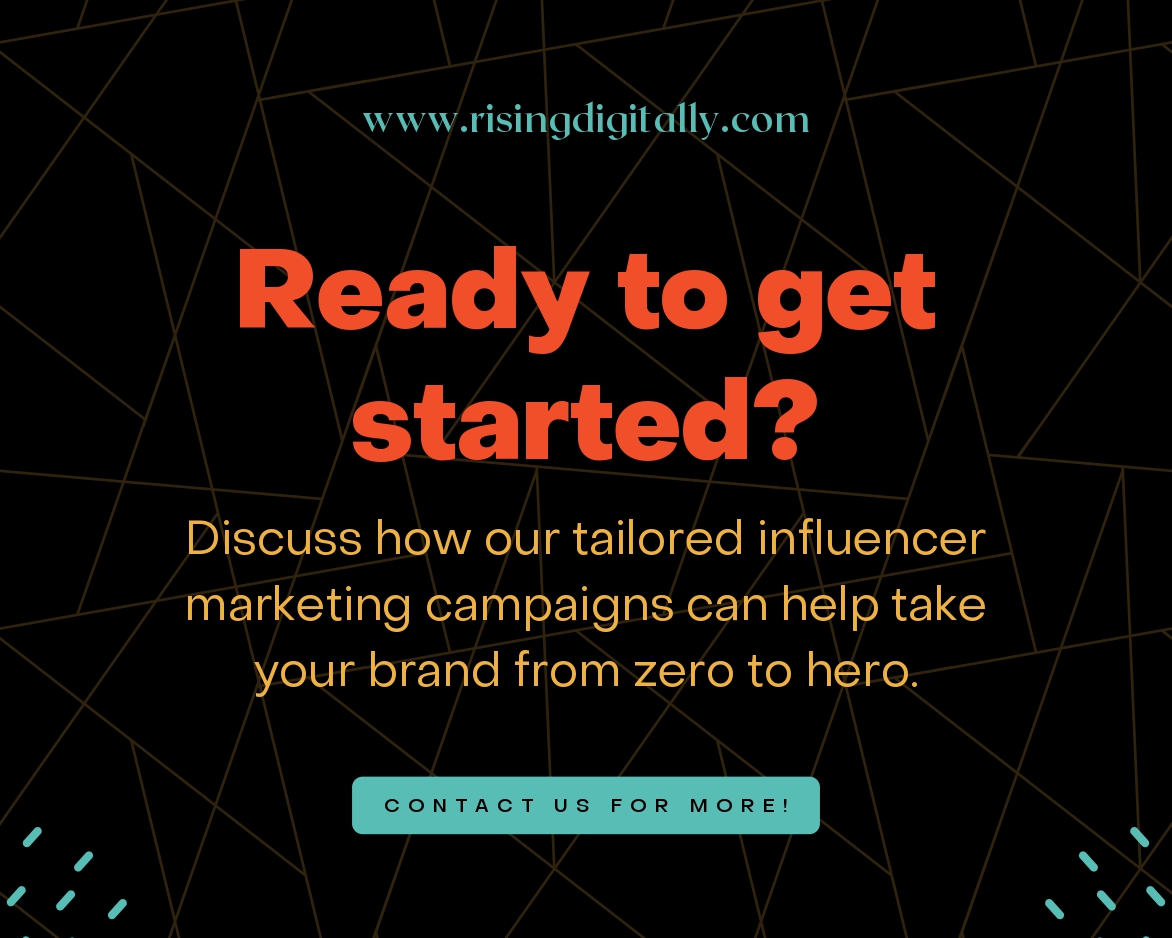 www.risingdigitally.com
Ready to get
started?
Discuss how our tailored influencer
marketing campaigns can help take
your brand from zero to hero.
CONTACT US FOR MORE!